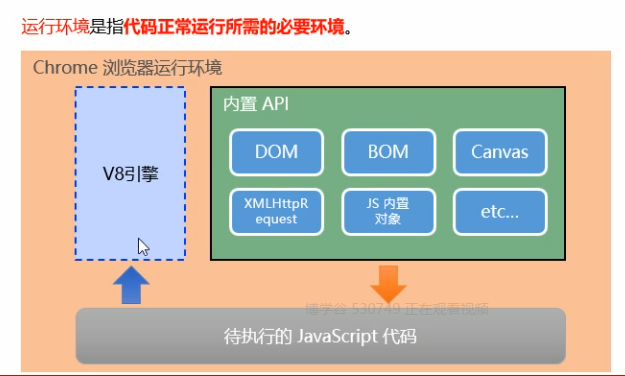 运行环境是指代码正常运行所需的必要环境。
Chrome 浏览器运行环境
V8引擎
内置 API
DOM
BOM
Canvas
XMLHttpR
equest
JS 内置
对象
etc...
博学谷 530749 正在观看视频
待执行的 JavaScript 代码